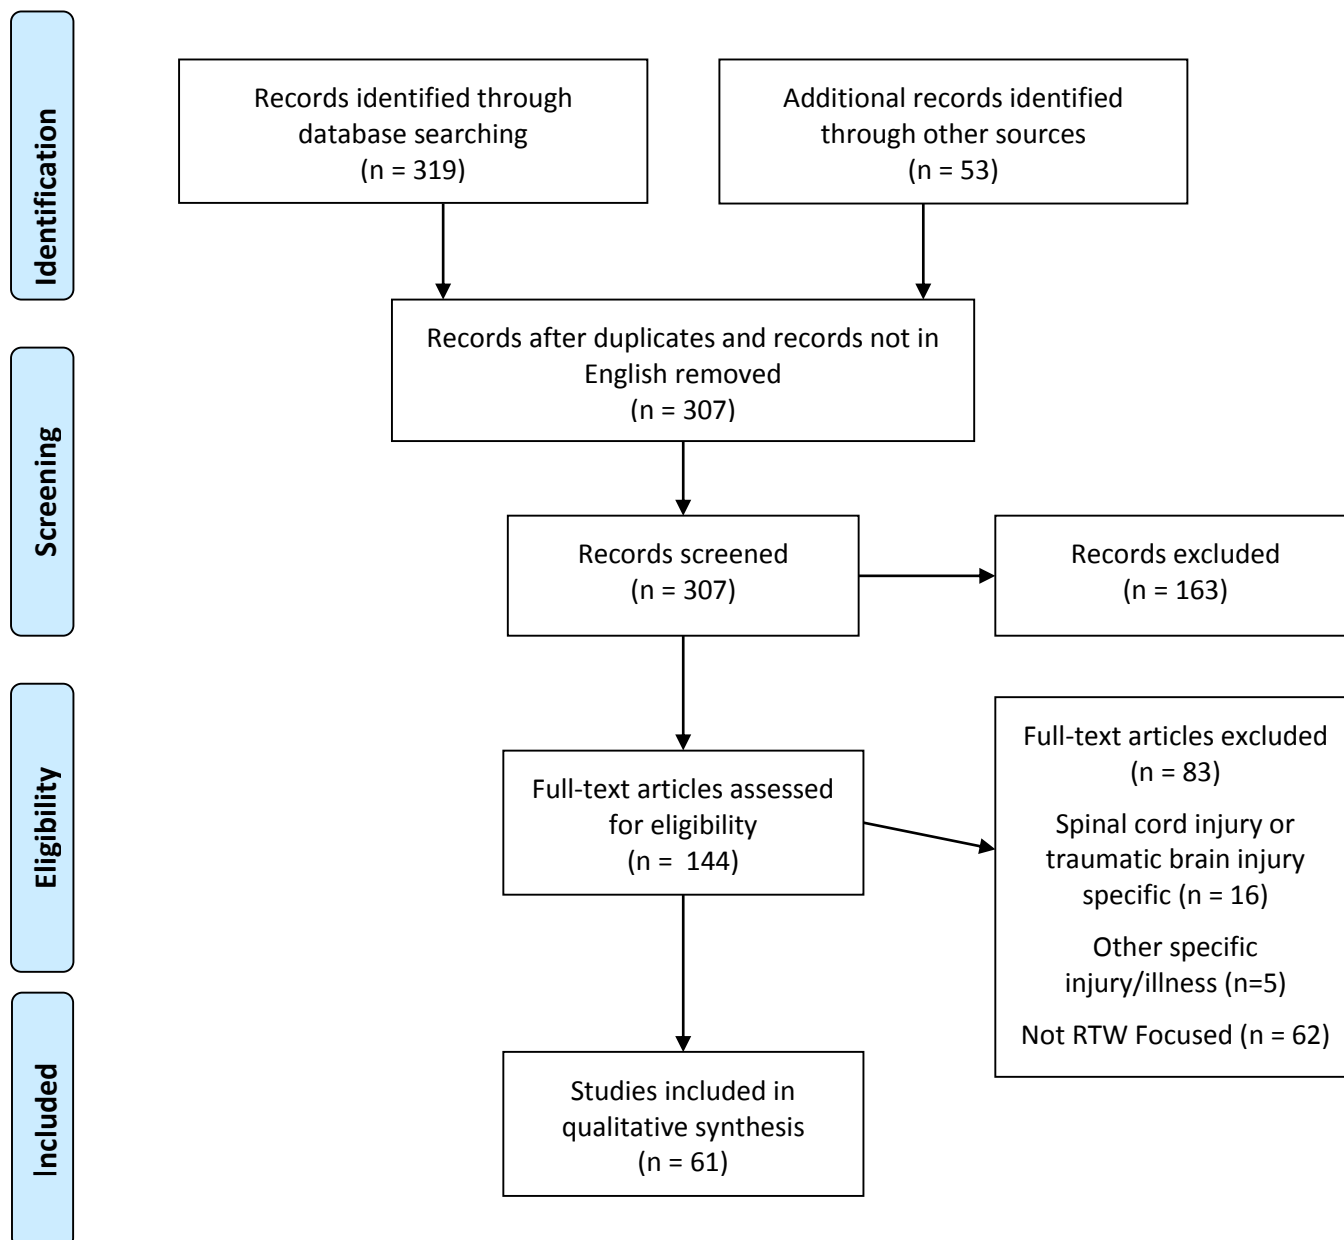 Identification
Records identified through
database searching
(n = 319)
Additional records identified
through other sources
(n = 53)
Records after duplicates and records not in
English removed
(n = 307)
Screening
Records screened
(n = 307)
Records excluded
(n = 163)
Eligibility
Full-text articles assessed
for eligibility
(n =  144)
Full-text articles excluded
(n = 83)
Spinal cord injury or
traumatic brain injury
specific (n = 16)
Other specific
injury/illness (n=5)
Not RTW Focused (n = 62)
Included
Studies included in
qualitative synthesis
(n = 61)